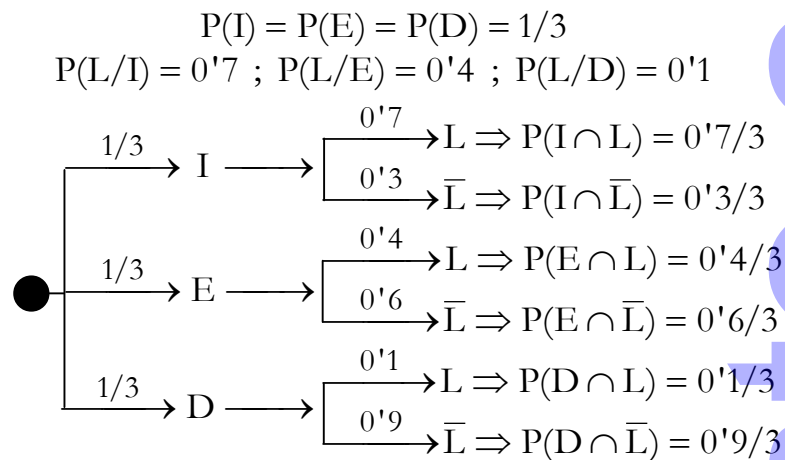 P(I) = P(E) = P(D) = 1/3
P(L/I) = 0'7 ; P(L/E) = 0'4 ; P(L/D) = 0'1
0'7
L ⇒ P(I ∩ L) = 0'7/3
1/3
I
0'3
L̅ ⇒ P(I ∩ L̅) = 0'3/3
0'4
L ⇒ P(E ∩ L) = 0'4/3
1/3
E
0'6
L̅ ⇒ P(E ∩ L̅) = 0'6/3
0'1
L ⇒ P(D ∩ L) = 0'1/3
1/3
D
0'9
L̅ ⇒ P(D ∩ L̅) = 0'9/3